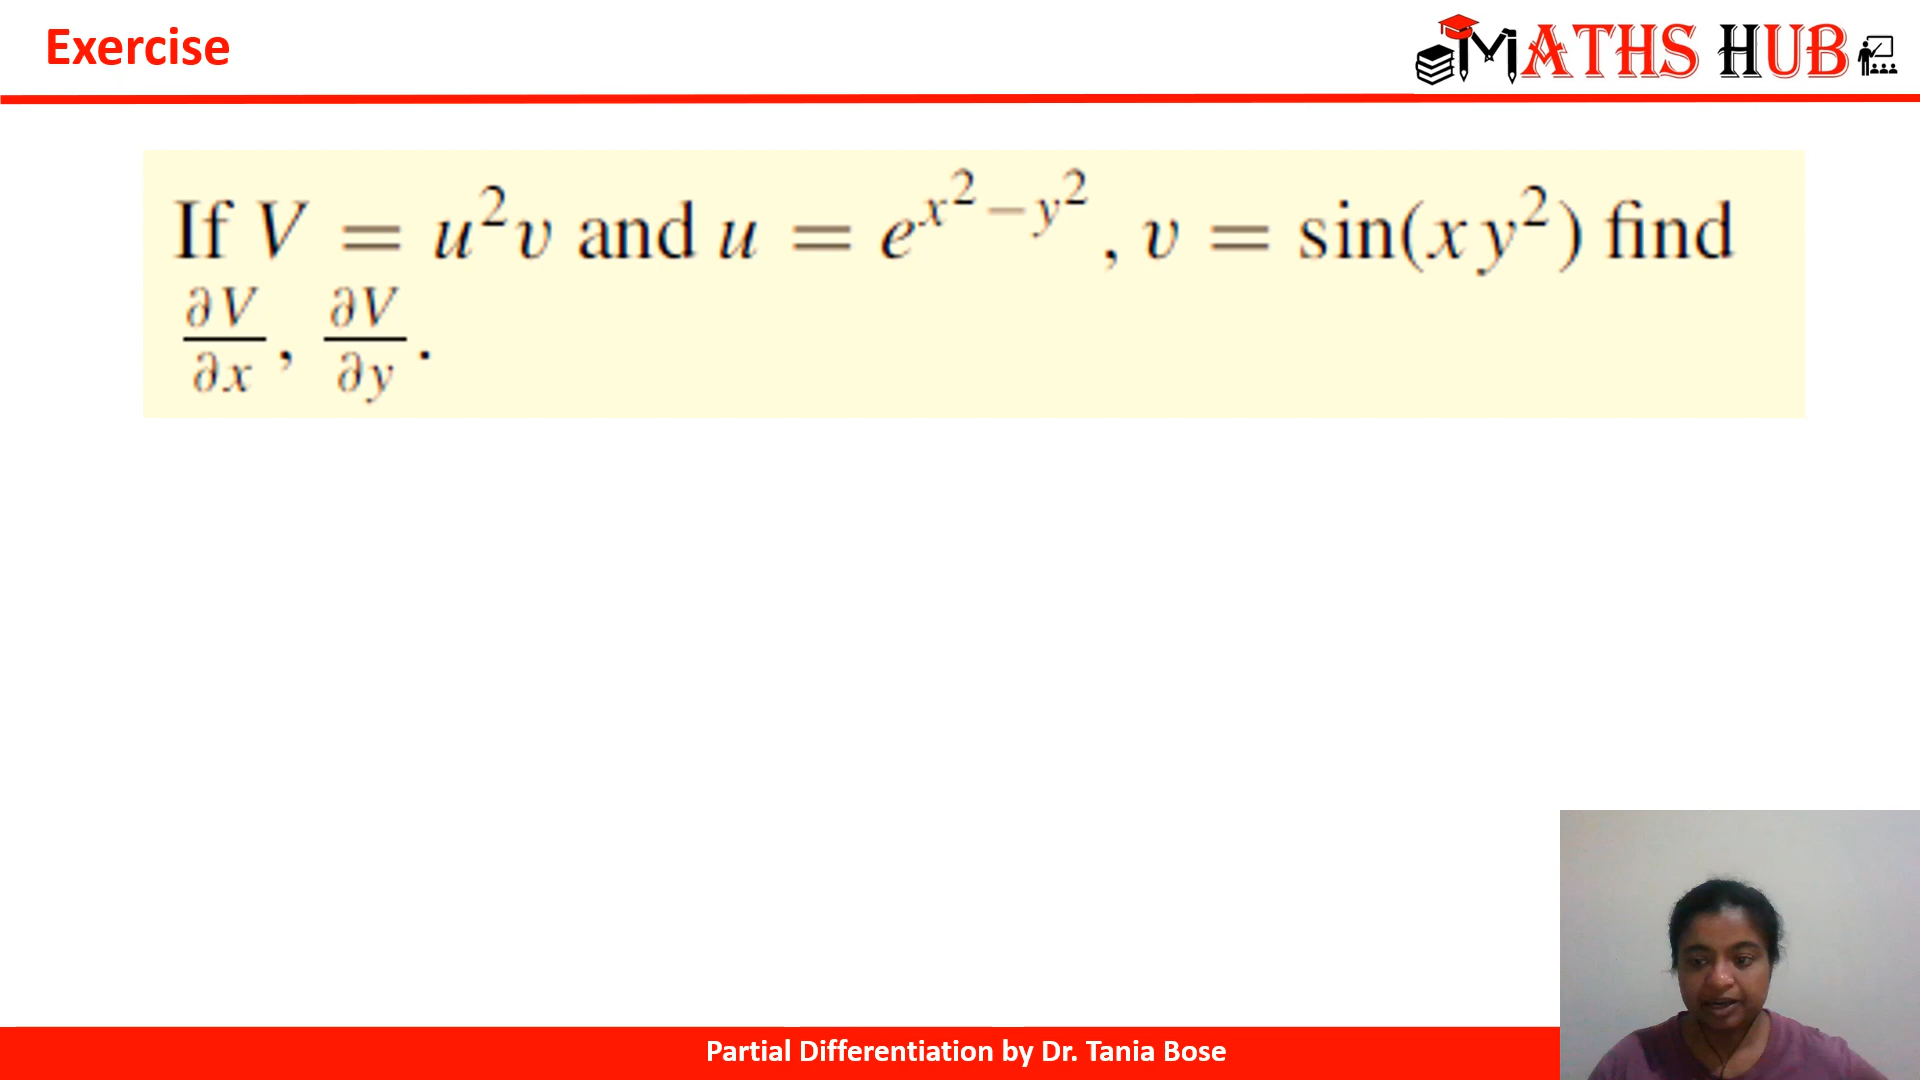 Exercise
MATHS HUB
If V = u²v and u = e^{x²−y²}, v = sin(xy²) find
∂V/∂x, ∂V/∂y.
Partial Differentiation by Dr. Tania Bose